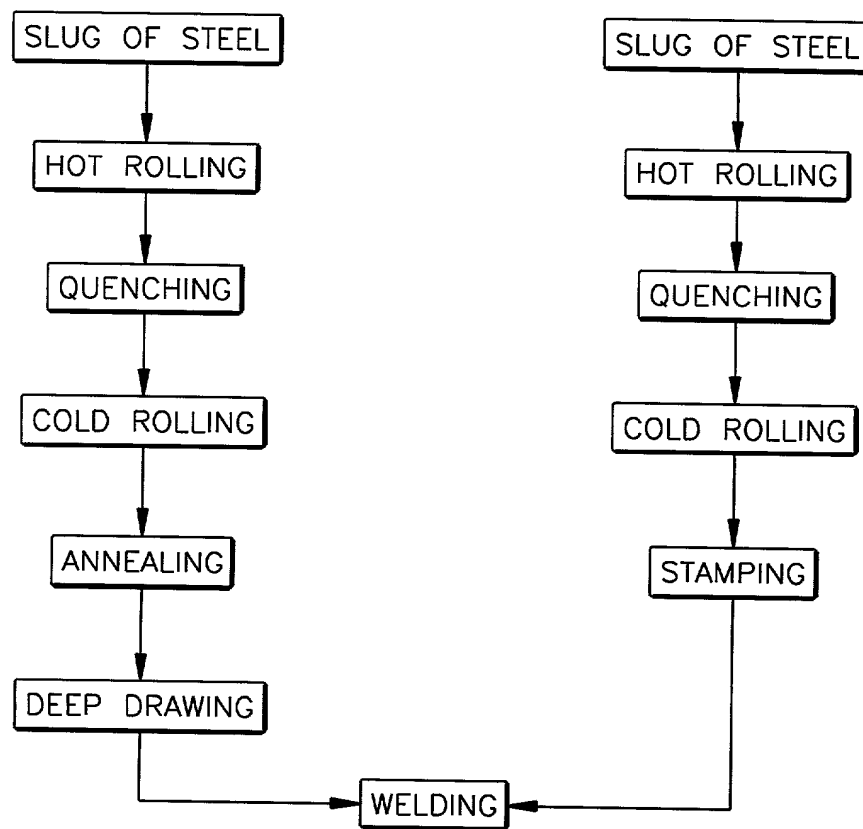 SLUG OF STEEL
HOT ROLLING
QUENCHING
COLD ROLLING
ANNEALING
DEEP DRAWING
SLUG OF STEEL
HOT ROLLING
QUENCHING
COLD ROLLING
STAMPING
WELDING